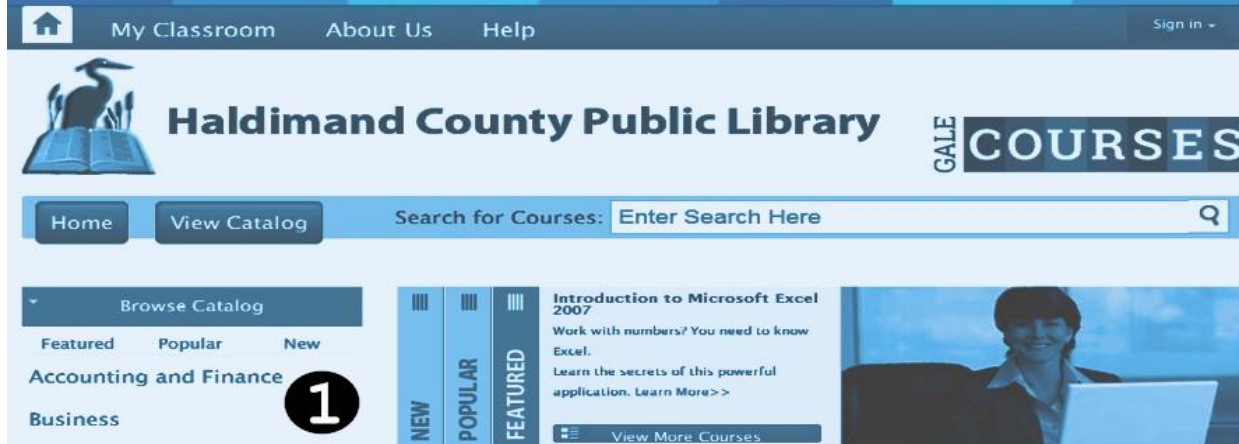 My Classroom About Us Help Sign in
Haldimand County Public Library
GALE COURSES
Home View Catalog Search for Courses: Enter Search Here
Browse Catalog
Featured Popular New
Accounting and Finance
Business
1
NEW
POPULAR
FEATURED
Introduction to Microsoft Excel
2007
Work with numbers? You need to know
Excel.
Learn the secrets of this powerful
application. Learn More>>
View More Courses